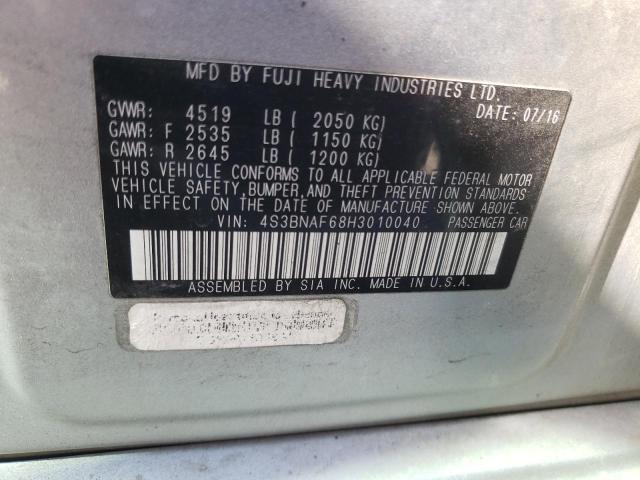 MFD BY FUJI HEAVY INDUSTRIES LTD.
GVWR: 4519 LB ( 2050 KG) DATE: 07/16
GAWR: F 2535 LB ( 1150 KG)
GAWR: R 2645 LB ( 1200 KG)
THIS VEHICLE CONFORMS TO ALL APPLICABLE FEDERAL MOTOR
VEHICLE SAFETY, BUMPER, AND THEFT PREVENTION STANDARDS
IN EFFECT ON THE DATE OF MANUFACTURE SHOWN ABOVE.
VIN: 4S3BNAF68H3010040 PASSENGER CAR
ASSEMBLED BY SIA INC. MADE IN U.S.A.